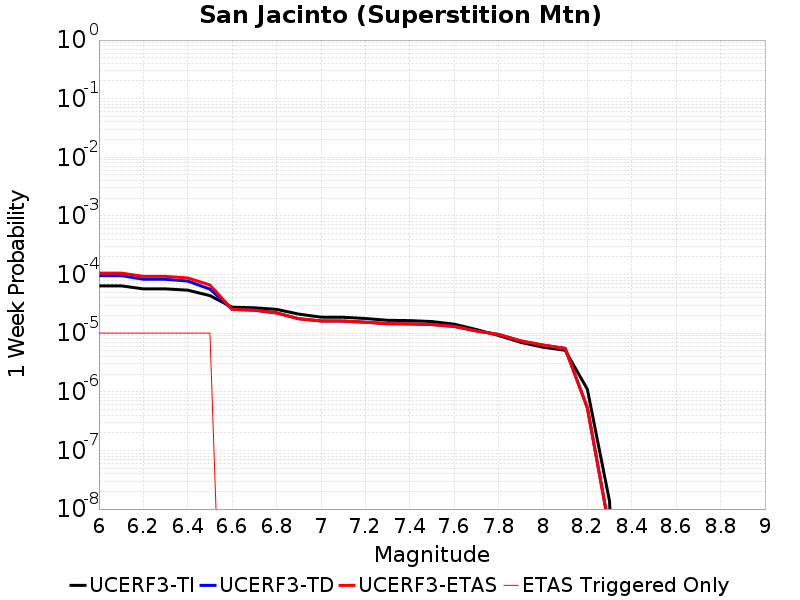 San Jacinto (Superstition Mtn)
1 Week Probability
10^0
10^-1
10^-2
10^-3
10^-4
10^-5
10^-6
10^-7
10^-8
6 6.2 6.4 6.6 6.8 7 7.2 7.4 7.6 7.8 8 8.2 8.4 8.6 8.8 9
Magnitude
UCERF3-TI UCERF3-TD UCERF3-ETAS ETAS Triggered Only